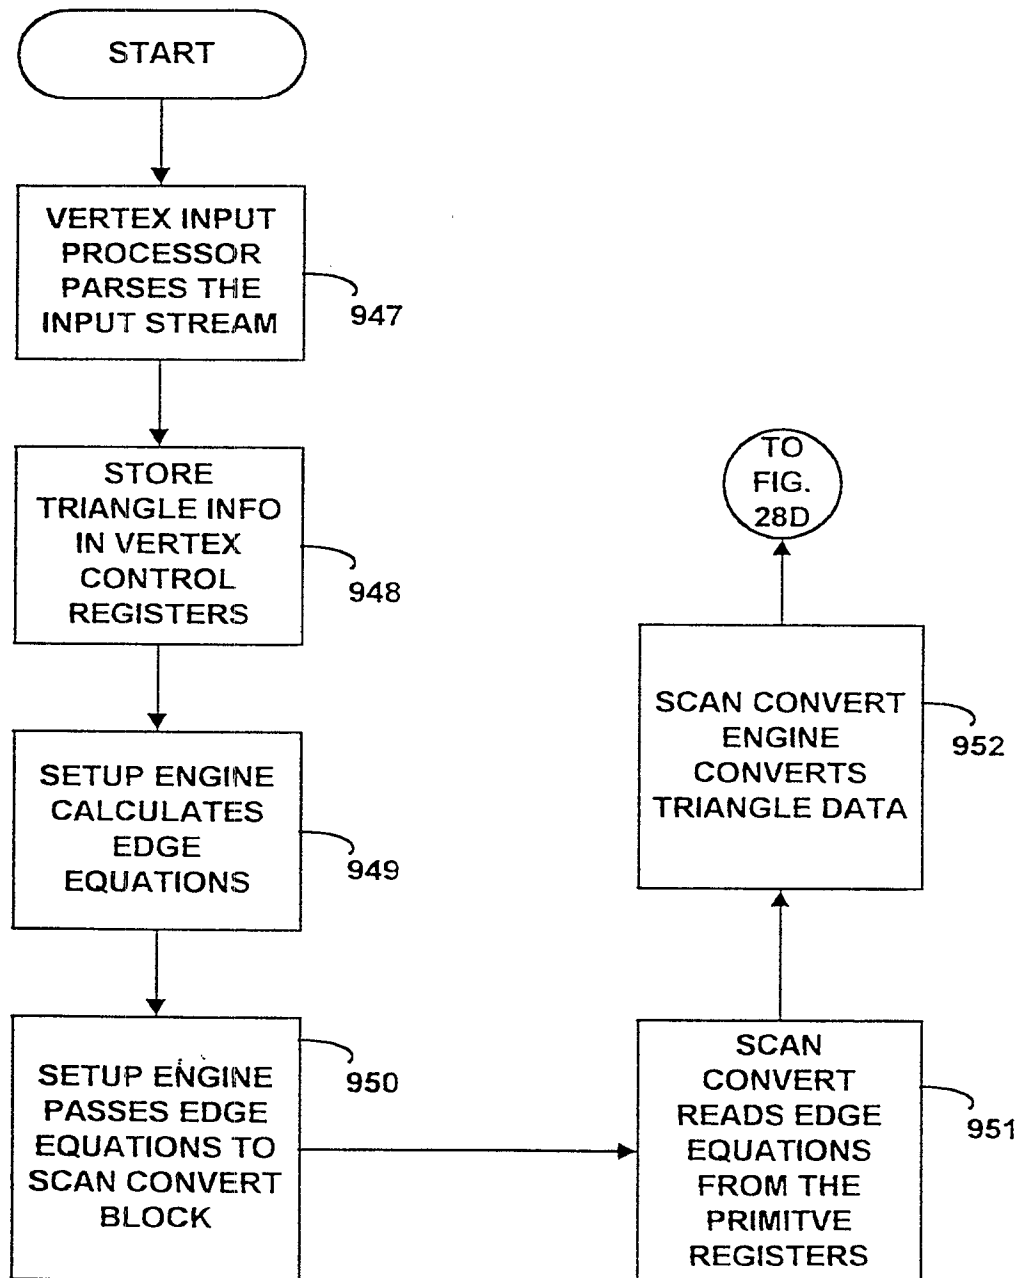 START
VERTEX INPUT
PROCESSOR
PARSES THE
INPUT STREAM
947
STORE
TRIANGLE INFO
IN VERTEX
CONTROL
REGISTERS
948
SETUP ENGINE
CALCULATES
EDGE
EQUATIONS
949
SETUP ENGINE
PASSES EDGE
EQUATIONS TO
SCAN CONVERT
BLOCK
950
SCAN
CONVERT
READS EDGE
EQUATIONS
FROM THE
PRIMITVE
REGISTERS
951
SCAN CONVERT
ENGINE
CONVERTS
TRIANGLE DATA
952
TO
FIG.
28D